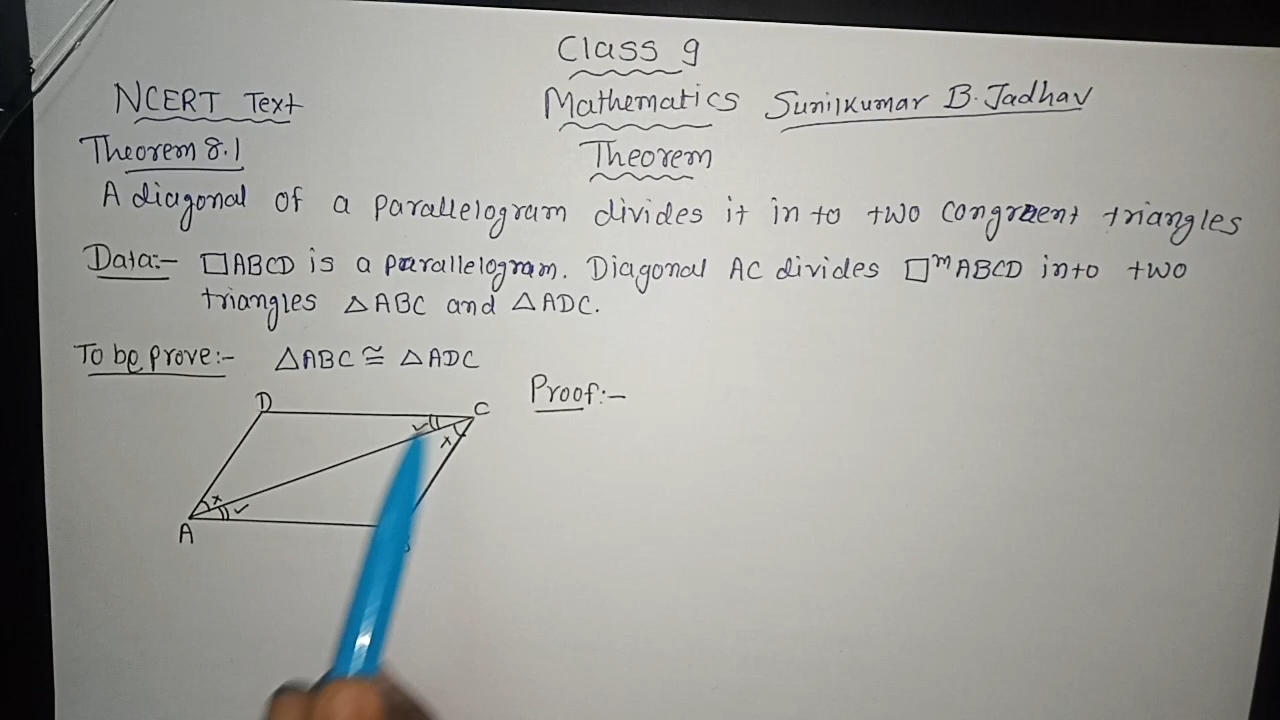 Class 9
NCERT Text
Mathematics Sunilkumar B. Jadhav
Theorem 8.1
Theorem
A diagonal of a parallelogram divides it in to two congruent triangles
Data:- □ABCD is a parallelogram. Diagonal AC divides □ᵐABCD into two
triangles △ABC and △ADC.
To be prove:- △ABC ≅ △ADC
Proof:-
D
C
x
x
A